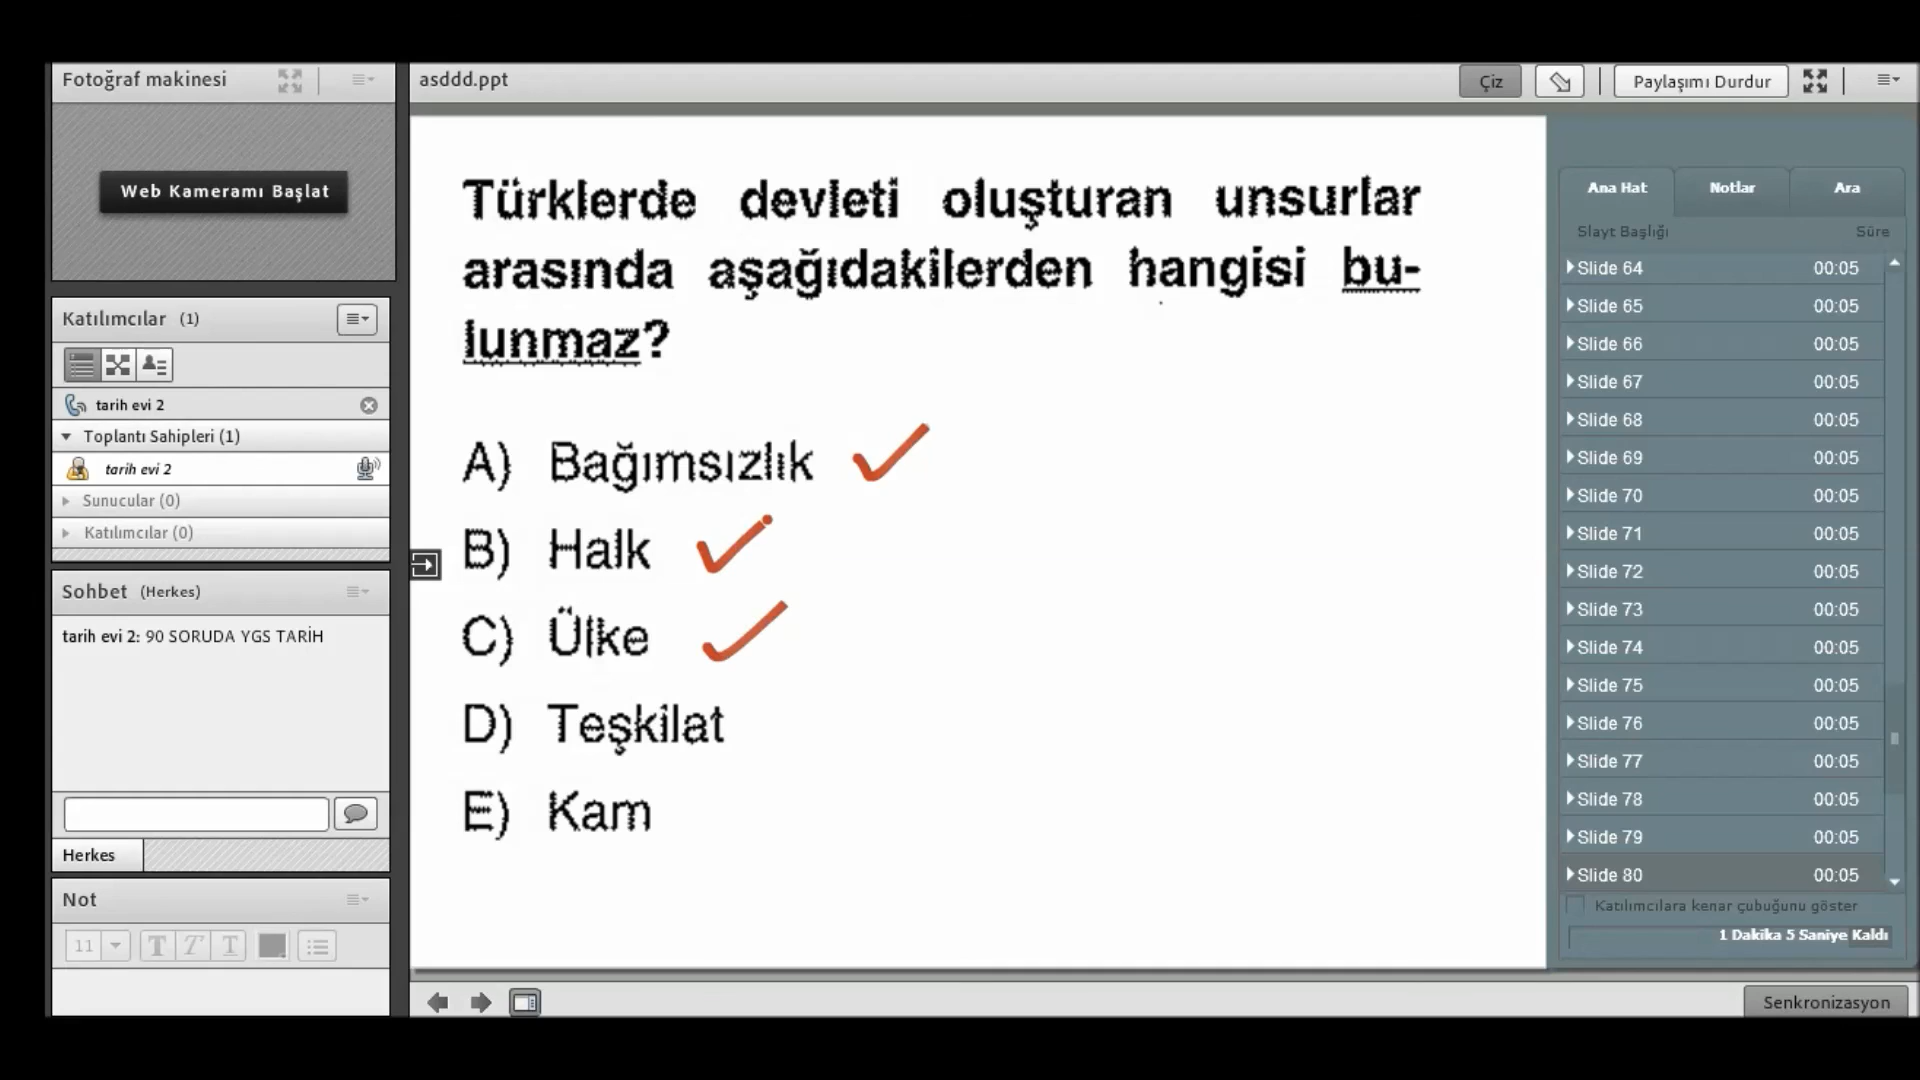 Fotoğraf makinesi
Web Kameramı Başlat
Katılımcılar (1)
tarih evi 2
Toplantı Sahipleri (1)
tarih evi 2
Sunucular (0)
Katılımcılar (0)
Sohbet (Herkes)
tarih evi 2: 90 SORUDA YGS TARİH
Herkes
Not
11
T T T
asddd.ppt
Çiz
Paylaşımı Durdur
Türklerde devleti oluşturan unsurlar
arasında aşağıdakilerden hangisi bu-
lunmaz?
A) Bağımsızlık
B) Halk
C) Ülke
D) Teşkilat
E) Kam
Ana Hat Notlar Ara
Slayt Başlığı Süre
Slide 64 00:05
Slide 65 00:05
Slide 66 00:05
Slide 67 00:05
Slide 68 00:05
Slide 69 00:05
Slide 70 00:05
Slide 71 00:05
Slide 72 00:05
Slide 73 00:05
Slide 74 00:05
Slide 75 00:05
Slide 76 00:05
Slide 77 00:05
Slide 78 00:05
Slide 79 00:05
Slide 80 00:05
Katılımcılara kenar çubuğunu göster
1 Dakika 5 Saniye Kaldı
Senkronizasyon